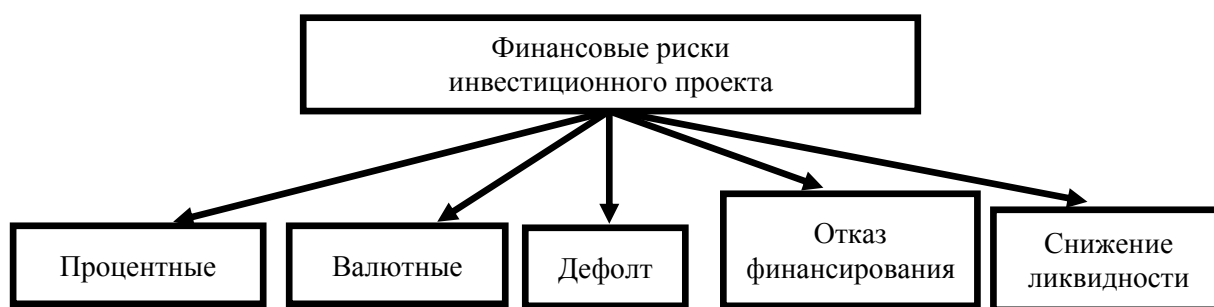 Финансовые риски
инвестиционного проекта
Процентные
Валютные
Дефолт
Отказ
финансирования
Снижение
ликвидности